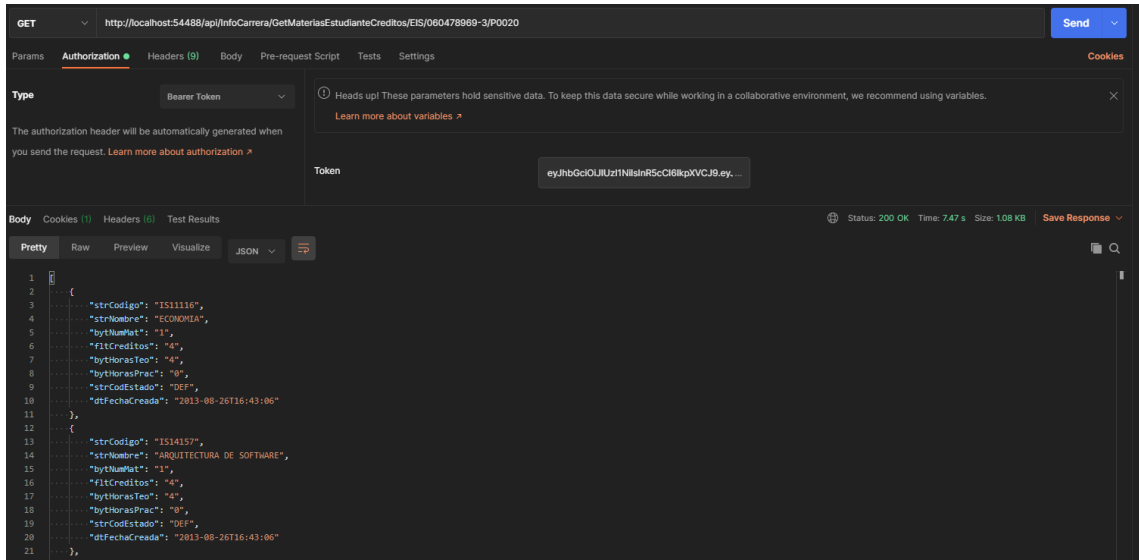 GET http://localhost:54488/api/InfoCarrera/GetMateriasEstudianteCreditos/EIS/060478969-3/P0020 Send
Params Authorization Headers (9) Body Pre-request Script Tests Settings Cookies
Type Bearer Token
The authorization header will be automatically generated when
you send the request. Learn more about authorization ↗
Heads up! These parameters hold sensitive data. To keep this data secure while working in a collaborative environment, we recommend using variables.
Learn more about variables ↗
Token eyJhbGciOiJIUzI1NiIsInR5cCI6IkpXVCJ9.ey. ...
Body Cookies (1) Headers (6) Test Results Status: 200 OK Time: 7.47 s Size: 1.08 KB Save Response
Pretty Raw Preview Visualize JSON
1 [
2 {
3 "strCodigo": "IS11116",
4 "strNombre": "ECONOMIA",
5 "bytNumMat": "1",
6 "fltCreditos": "4",
7 "bytHorasTeo": "4",
8 "bytHorasPrac": "0",
9 "strCodEstado": "DEF",
10 "dtFechaCreada": "2013-08-26T16:43:06"
11 },
12 {
13 "strCodigo": "IS14157",
14 "strNombre": "ARQUITECTURA DE SOFTWARE",
15 "bytNumMat": "1",
16 "fltCreditos": "4",
17 "bytHorasTeo": "4",
18 "bytHorasPrac": "0",
19 "strCodEstado": "DEF",
20 "dtFechaCreada": "2013-08-26T16:43:06"
21 },